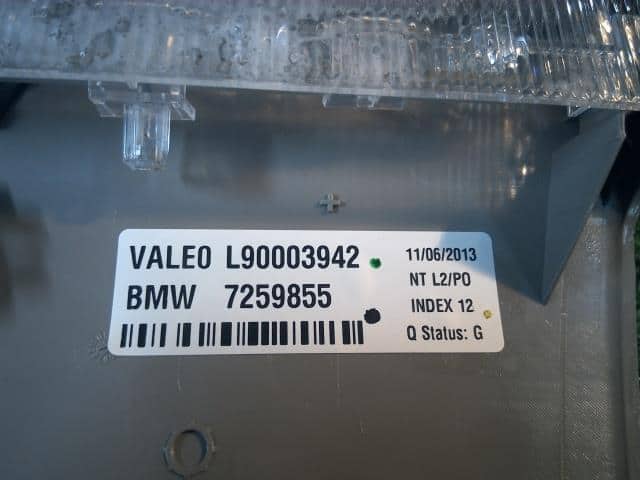 VALEO L90003942
BMW 7259855
11/06/2013
NT L2/PO
INDEX 12
Q Status: G